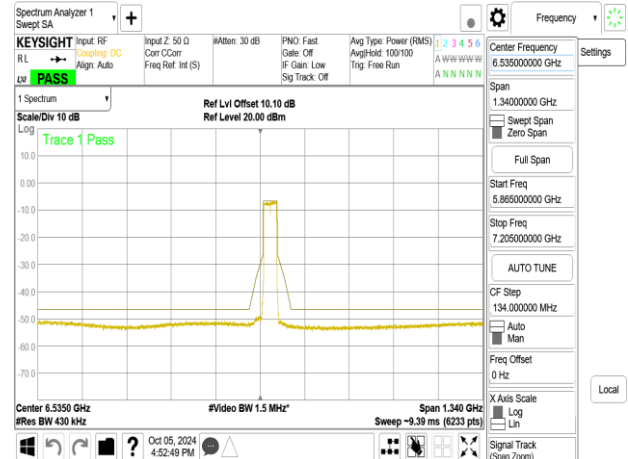 Spectrum Analyzer 1
Swept SA
Frequency
KEYSIGHT
RL
LXI
PASS
Input: RF
Coupling: DC
Align: Auto
Input Z: 50 Ω
Corr CCorr
Freq Ref: Int (S)
#Atten: 30 dB
PNO: Fast
Gate: Off
IF Gain: Low
Sig Track: Off
Avg Type: Power (RMS)
Avg|Hold: 100/100
Trig: Free Run
1 2 3 4 5 6
A W W W W W
A N N N N N
1 Spectrum
Ref Lvl Offset 10.10 dB
Scale/Div 10 dB
Ref Level 20.00 dBm
Log
Trace 1 Pass
10.0
0.00
-10.0
-20.0
-30.0
-40.0
-50.0
-60.0
-70.0
Center 6.5350 GHz
#Video BW 1.5 MHz*
Span 1.340 GHz
#Res BW 430 kHz
Sweep ~9.39 ms (6233 pts)
Oct 05, 2024
4:52:49 PM
Center Frequency
6.535000000 GHz
Settings
Span
1.34000000 GHz
Swept Span
Zero Span
Full Span
Start Freq
5.865000000 GHz
Stop Freq
7.205000000 GHz
AUTO TUNE
CF Step
134.000000 MHz
Auto
Man
Freq Offset
0 Hz
X Axis Scale
Log
Lin
Local
Signal Track
(Span Zoom)